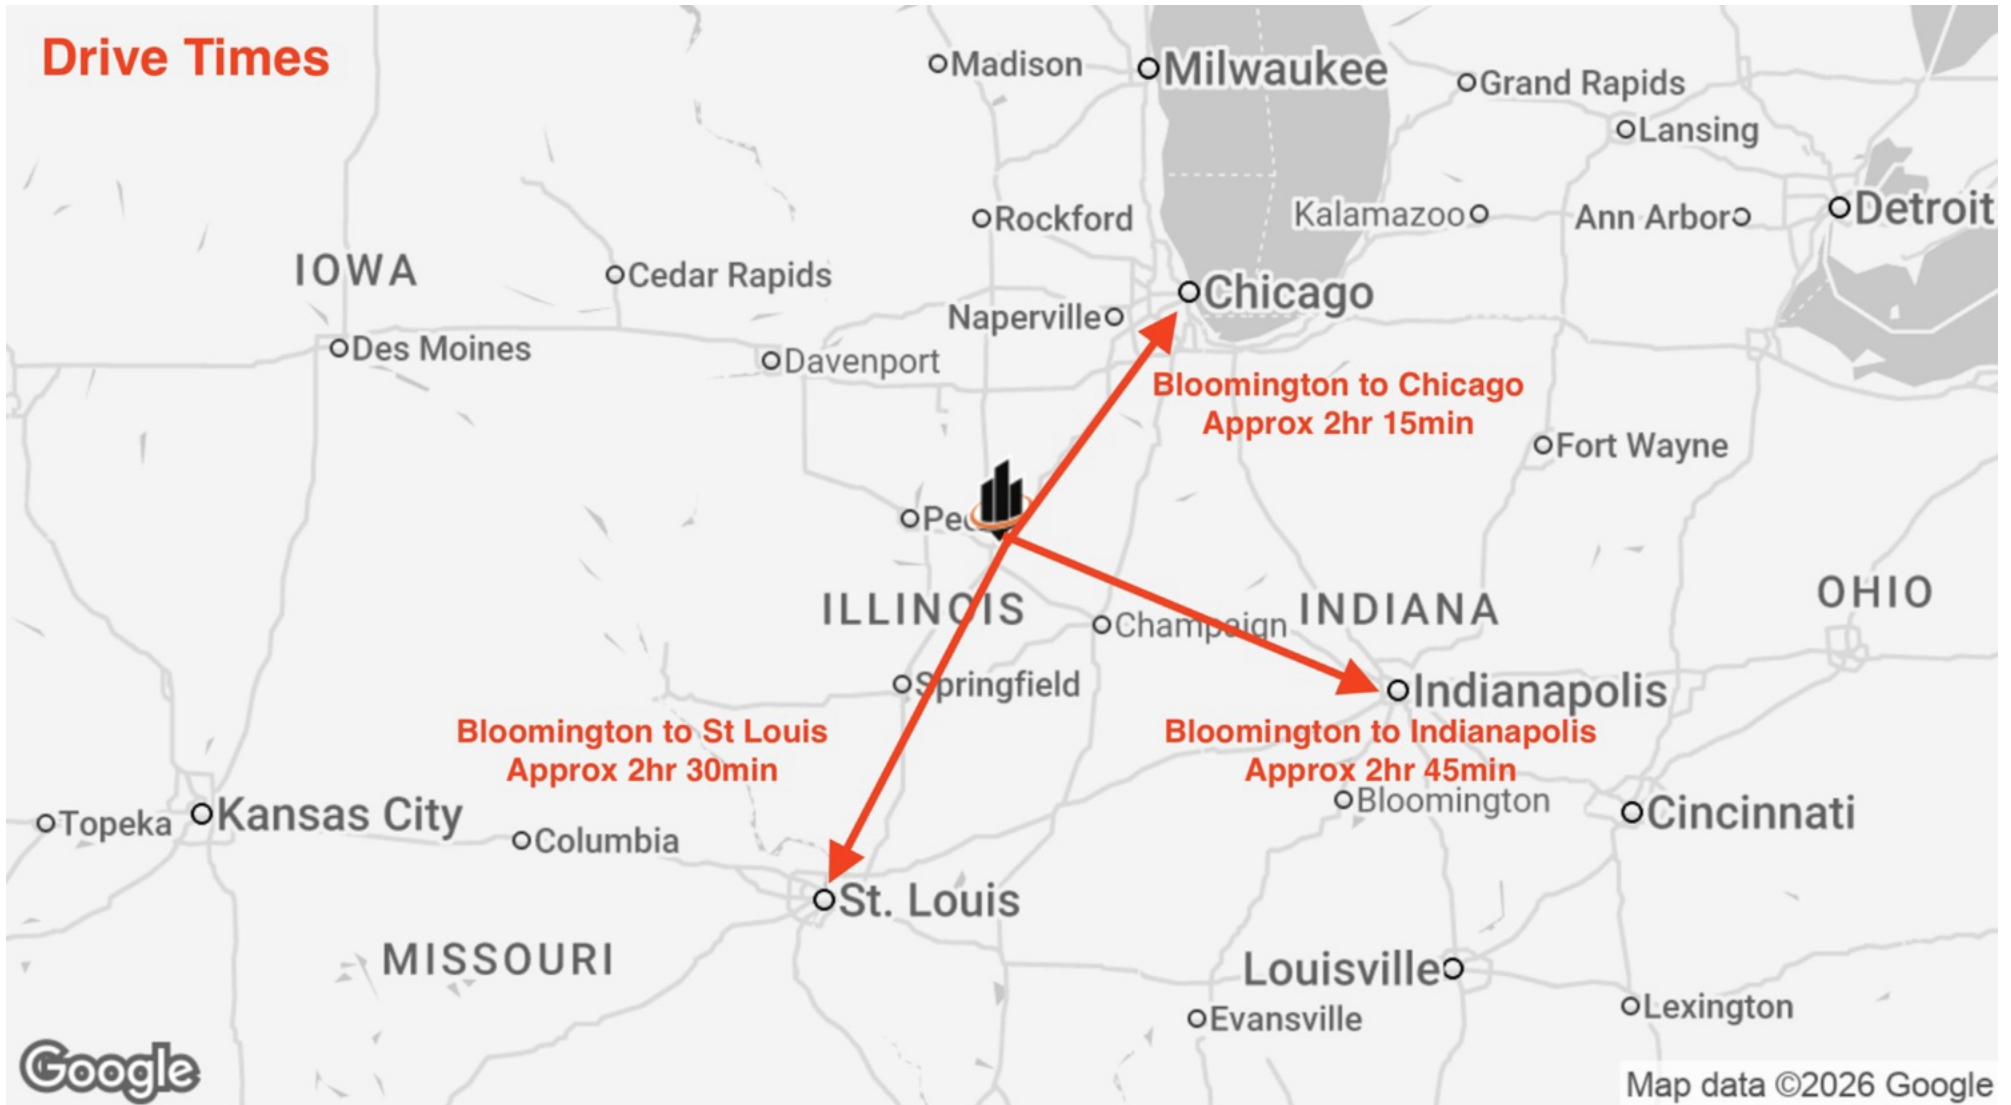 Drive Times
Madison
Milwaukee
Grand Rapids
Lansing
Rockford
Kalamazoo
Ann Arbor
Detroit
IOWA
Cedar Rapids
Chicago
Naperville
Des Moines
Davenport
Bloomington to Chicago
Approx 2hr 15min
Fort Wayne
ILLINOIS
Champaign
INDIANA
OHIO
Springfield
Indianapolis
Bloomington to St Louis
Approx 2hr 30min
Bloomington to Indianapolis
Approx 2hr 45min
Bloomington
Topeka
Kansas City
Columbia
Cincinnati
St. Louis
MISSOURI
Louisville
Lexington
Evansville
Google
Map data ©2026 Google